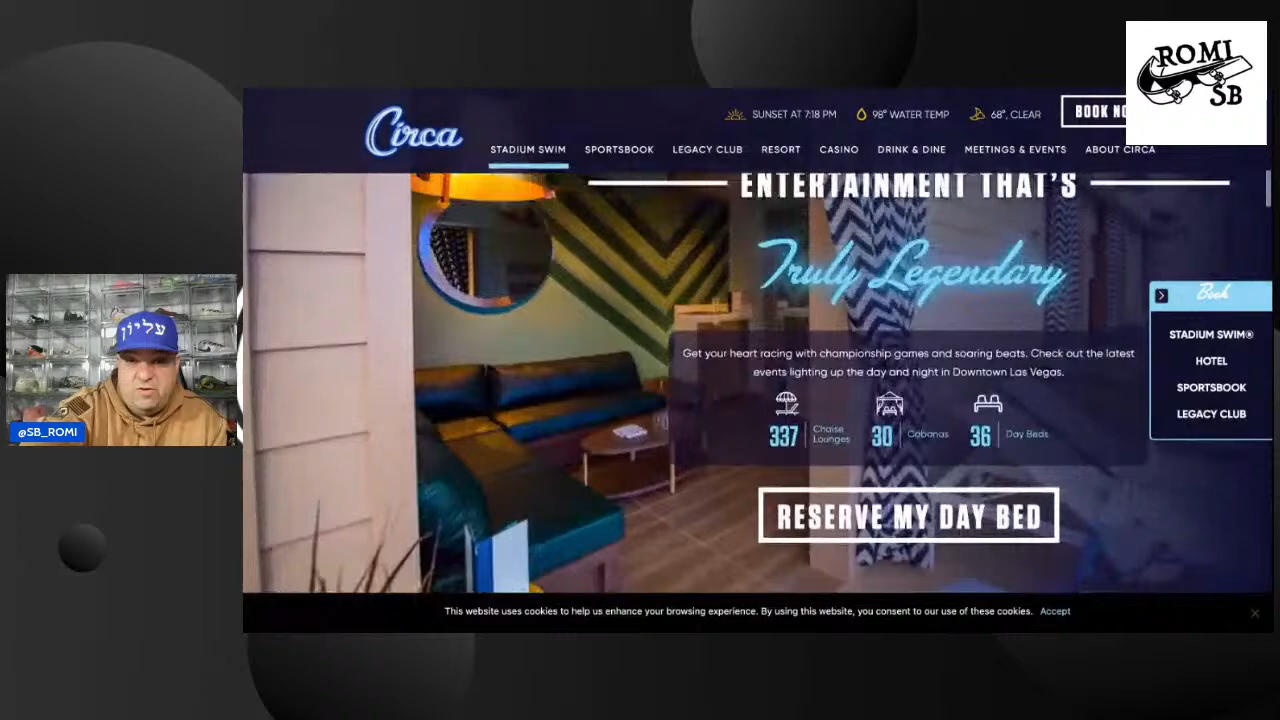 ROMI
SB
Circa
SUNSET AT 7:18 PM
98° WATER TEMP
68°, CLEAR
BOOK NO
STADIUM SWIM
SPORTSBOOK
LEGACY CLUB
RESORT
CASINO
DRINK & DINE
MEETINGS & EVENTS
ABOUT CIRCA
ENTERTAINMENT THAT'S
Truly Legendary
Get your heart racing with championship games and soaring beats. Check out the latest
events lighting up the day and night in Downtown Las Vegas.
337 Chaise
Lounges
30 Cabanas
36 Day Beds
RESERVE MY DAY BED
Book
STADIUM SWIM®
HOTEL
SPORTSBOOK
LEGACY CLUB
עליון
@SB_ROMI
This website uses cookies to help us enhance your browsing experience. By using this website, you consent to our use of these cookies. Accept